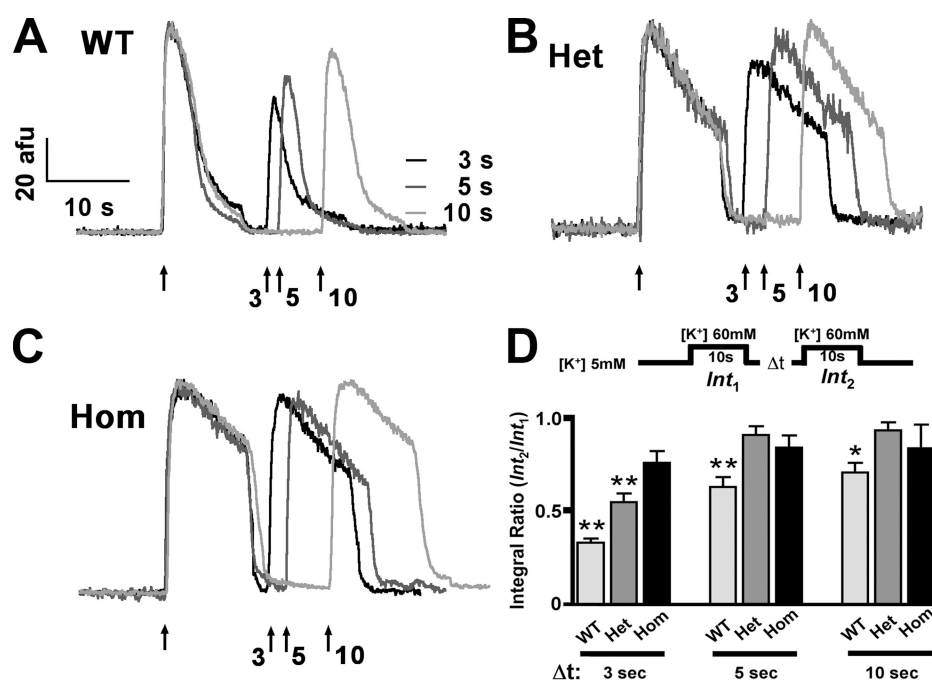 A
WT
20 afu
10 s
3 s
5 s
10 s
3
5
10
B
Het
3
5
10
C
Hom
3
5
10
D
[K⁺] 5mM
[K⁺] 60mM
10s
Int₁
Δt
[K⁺] 60mM
10s
Int₂
Integral Ratio (Int₂/Int₁)
1.0
0.5
0
**
**
**
*
WT Het Hom
WT Het Hom
WT Het Hom
Δt: 3 sec 5 sec 10 sec